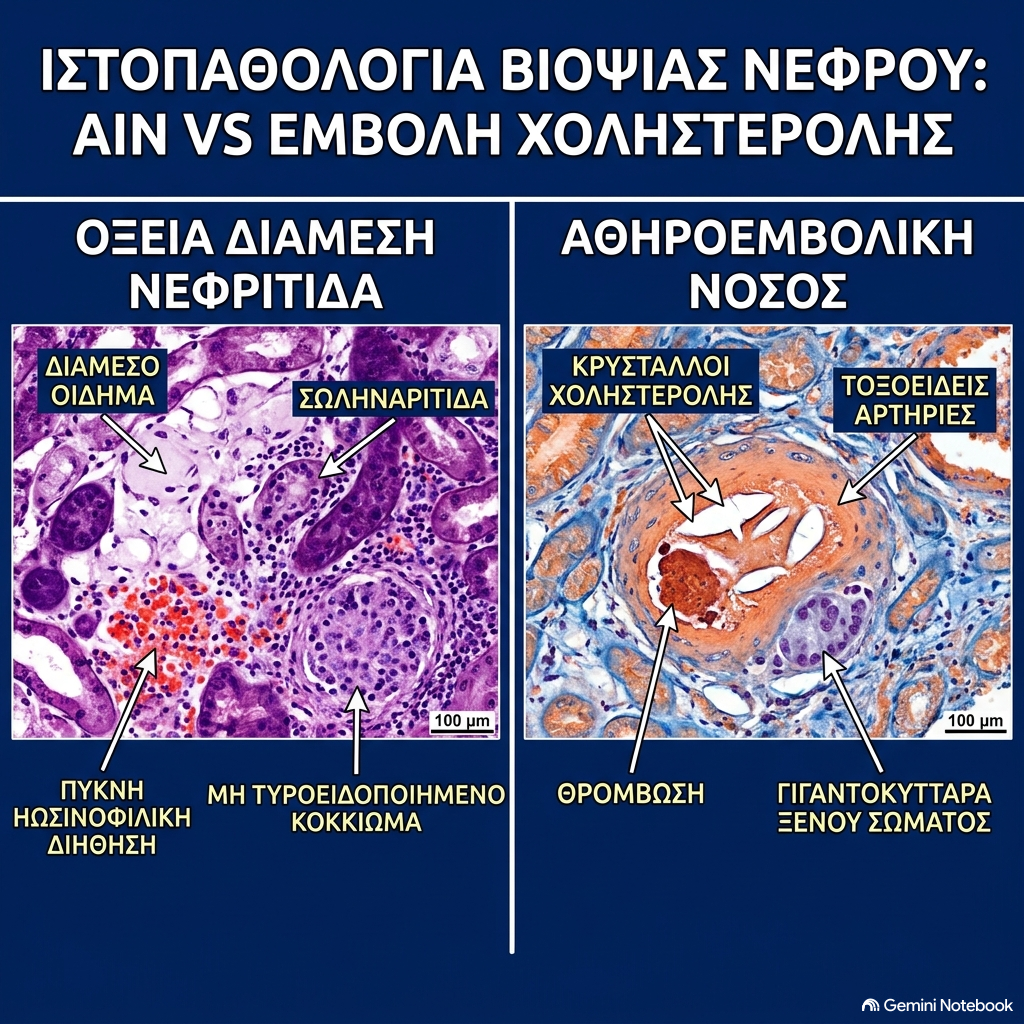 ΙΣΤΟΠΑΘΟΛΟΓΙΑ ΒΙΟΨΙΑΣ ΝΕΦΡΟΥ:
AIN VS ΕΜΒΟΛΗ ΧΟΛΗΣΤΕΡΟΛΗΣ
ΟΞΕΙΑ ΔΙΑΜΕΣΗ
ΝΕΦΡΙΤΙΔΑ
ΔΙΑΜΕΣΟ
ΟΙΔΗΜΑ
ΣΩΛΗΝΑΡΙΤΙΔΑ
100 µm
ΠΥΚΝΗ
ΗΩΣΙΝΟΦΙΛΙΚΗ
ΔΙΗΘΗΣΗ
ΜΗ ΤΥΡΟΕΙΔΟΠΟΙΗΜΕΝΟ
ΚΟΚΚΙΩΜΑ
ΑΘΗΡΟΕΜΒΟΛΙΚΗ
ΝΟΣΟΣ
ΚΡΥΣΤΑΛΛΟΙ
ΧΟΛΗΣΤΕΡΟΛΗΣ
ΤΟΞΟΕΙΔΕΙΣ
ΑΡΤΗΡΙΕΣ
100 µm
ΘΡΟΜΒΩΣΗ
ΓΙΓΑΝΤΟΚΥΤΤΑΡΑ
ΞΕΝΟΥ ΣΩΜΑΤΟΣ
Gemini Notebook